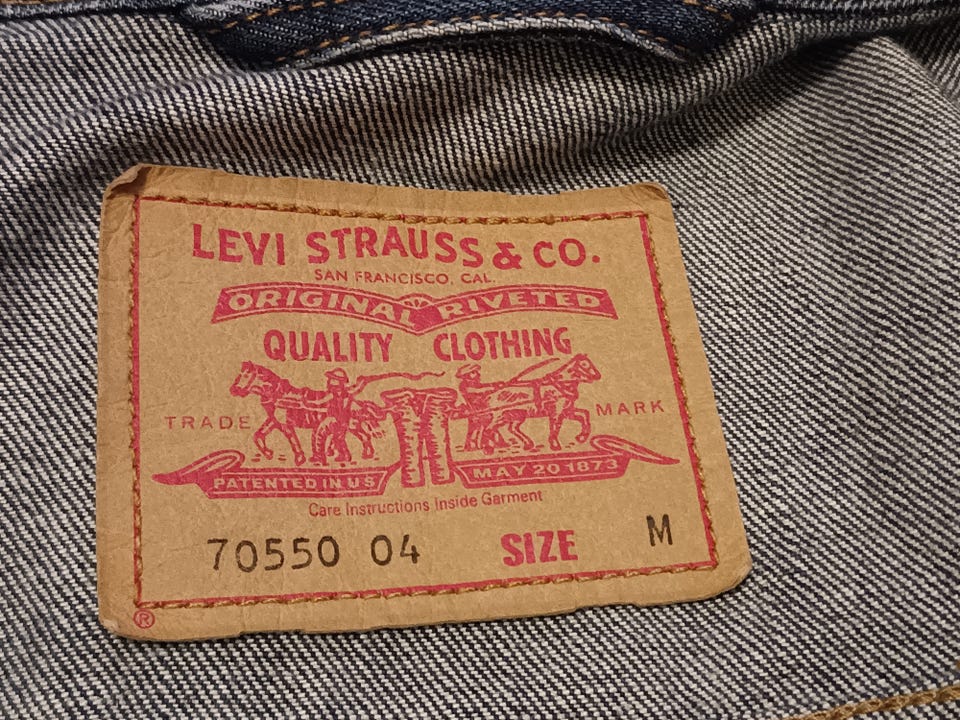 LEVI STRAUSS & CO.
SAN FRANCISCO, CAL.
ORIGINAL RIVETED
QUALITY CLOTHING
TRADE MARK
PATENTED IN U S MAY 20 1873
Care Instructions Inside Garment
70550 04 SIZE M
®